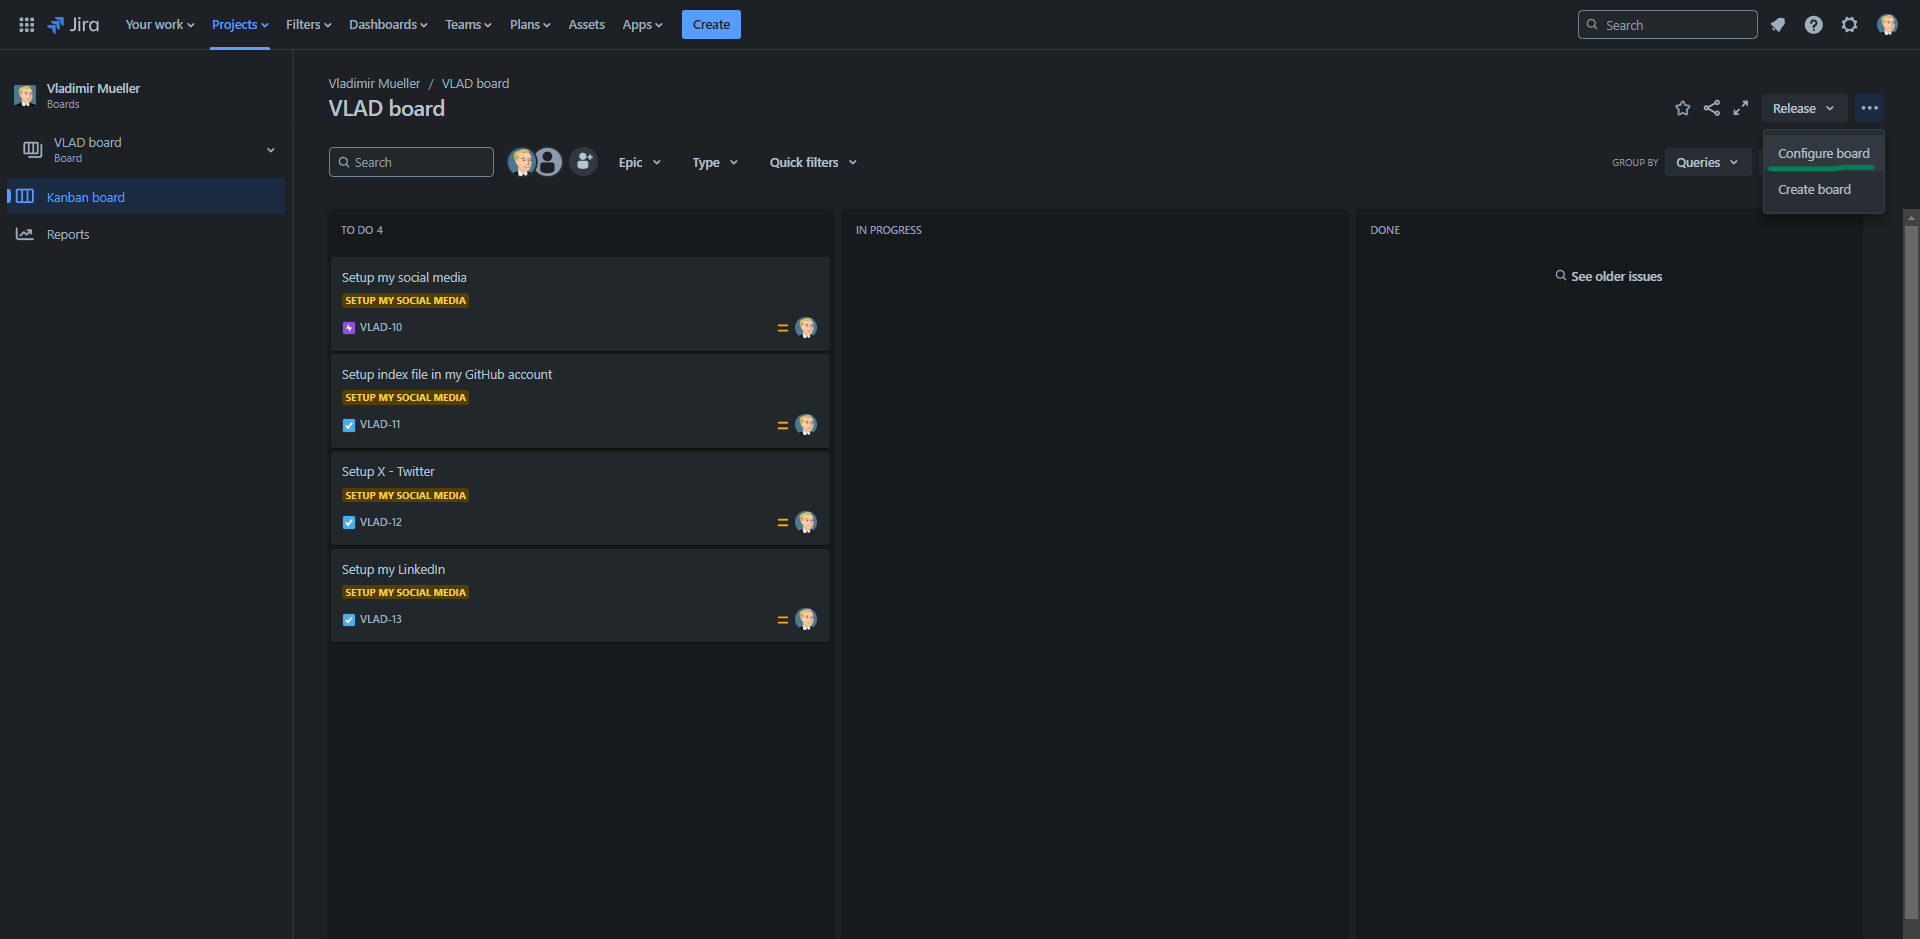 Jira Your work Projects Filters Dashboards Teams Plans Assets Apps Create Search
Vladimir Mueller
Boards
VLAD board
Board
Kanban board
Reports
Vladimir Mueller / VLAD board
VLAD board
Release
Search Epic Type Quick filters GROUP BY Queries
Configure board
Create board
TO DO 4
Setup my social media
SETUP MY SOCIAL MEDIA
VLAD-10
Setup index file in my GitHub account
SETUP MY SOCIAL MEDIA
VLAD-11
Setup X - Twitter
SETUP MY SOCIAL MEDIA
VLAD-12
Setup my LinkedIn
SETUP MY SOCIAL MEDIA
VLAD-13
IN PROGRESS
DONE
See older issues